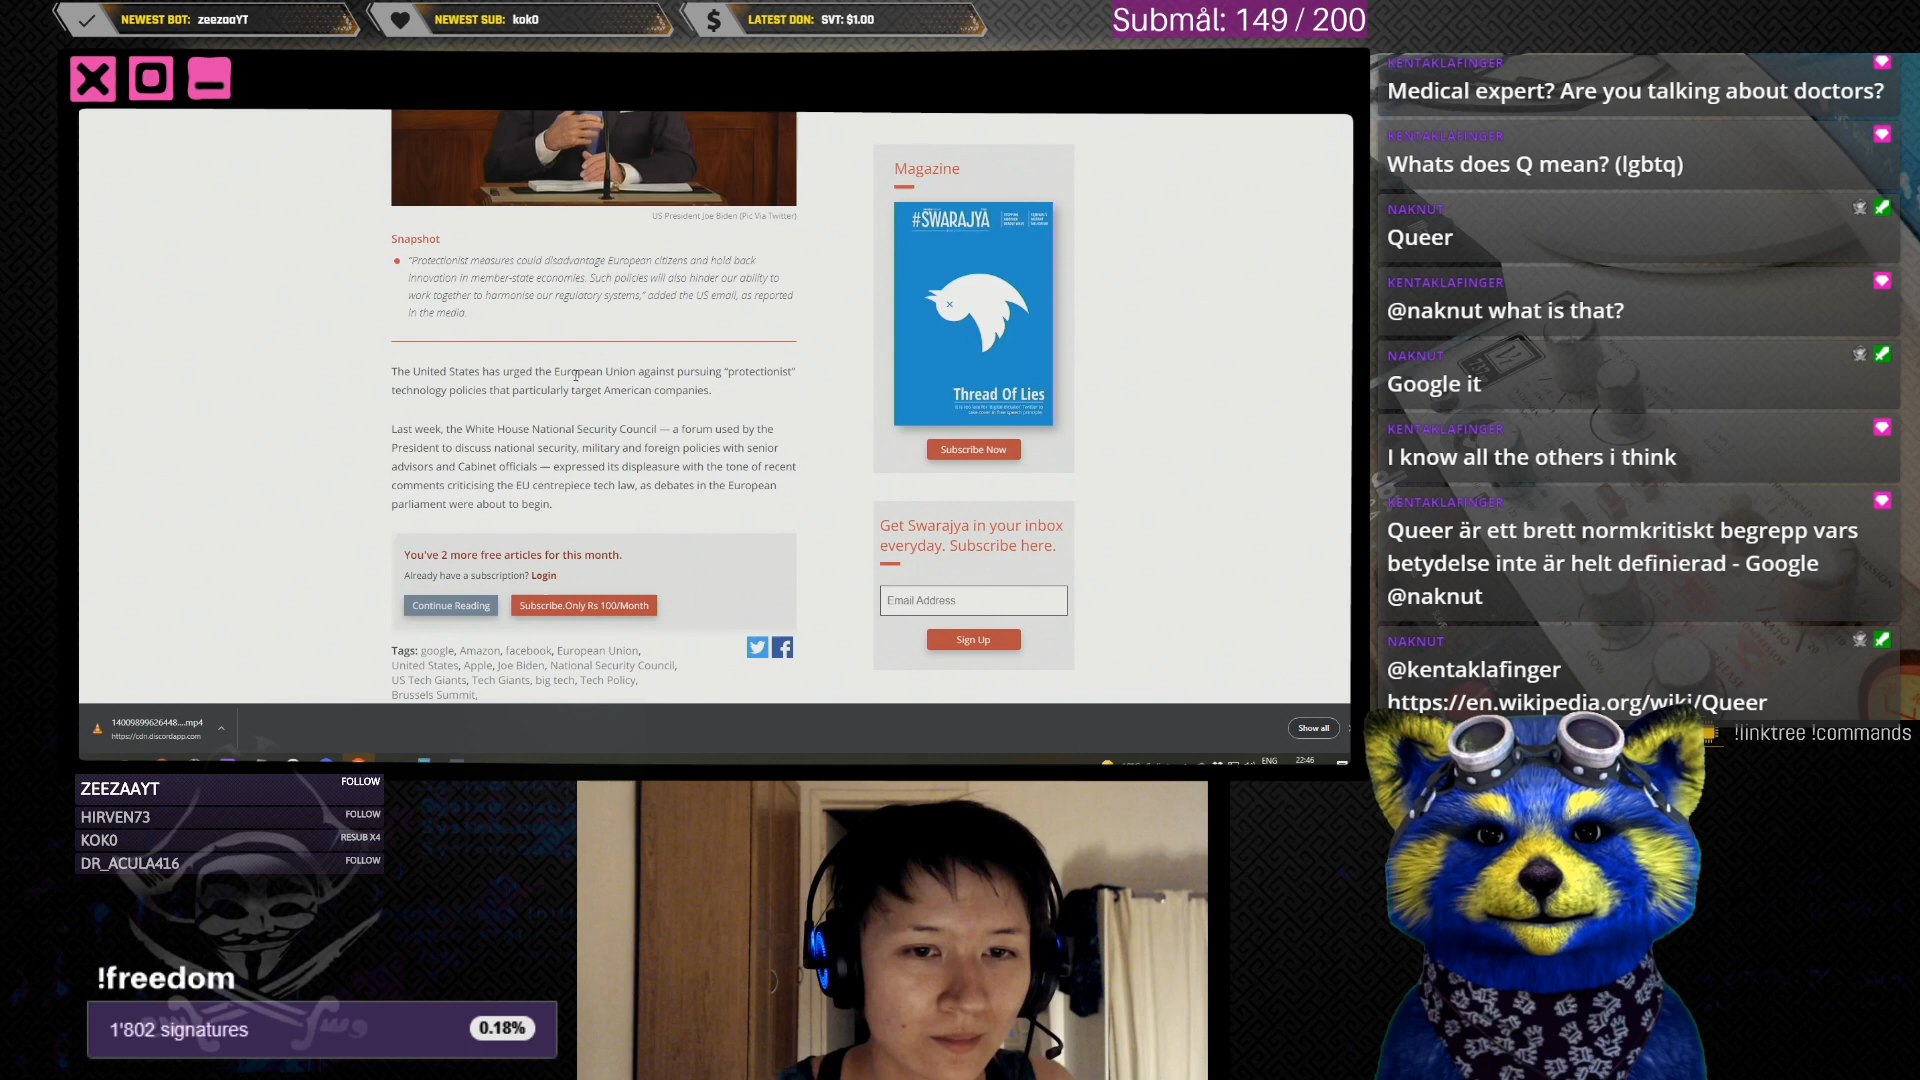 NEWEST BOT: zeezaaYT
NEWEST SUB: kok0
LATEST DON: SVT: $1.00
Submål: 149 / 200
US President Joe Biden (Pic Via Twitter)
Snapshot
"Protectionist measures could disadvantage European citizens and hold back
innovation in member-state economies. Such policies will also hinder our ability to
work together to harmonise our regulatory systems," added the US email, as reported
in the media.
The United States has urged the European Union against pursuing "protectionist"
technology policies that particularly target American companies.
Last week, the White House National Security Council — a forum used by the
President to discuss national security, military and foreign policies with senior
advisors and Cabinet officials — expressed its displeasure with the tone of recent
comments criticising the EU centrepiece tech law, as debates in the European
parliament were about to begin.
You've 2 more free articles for this month.
Already have a subscription? Login
Continue Reading
Subscribe.Only Rs 100/Month
Tags: google, Amazon, facebook, European Union,
United States, Apple, Joe Biden, National Security Council,
US Tech Giants, Tech Giants, big tech, Tech Policy,
Brussels Summit,
Magazine
#SWARAJYA
Thread Of Lies
Subscribe Now
Get Swarajya in your inbox
everyday. Subscribe here.
Email Address
Sign Up
14009899626448....mp4
https://cdn.discordapp.com
Show all
ENG
22:46
KENTAKLAFINGER
Medical expert? Are you talking about doctors?
KENTAKLAFINGER
Whats does Q mean? (lgbtq)
NAKNUT
Queer
KENTAKLAFINGER
@naknut what is that?
NAKNUT
Google it
KENTAKLAFINGER
I know all the others i think
KENTAKLAFINGER
Queer är ett brett normkritiskt begrepp vars
betydelse inte är helt definierad - Google
@naknut
NAKNUT
@kentaklafinger
https://en.wikipedia.org/wiki/Queer
!linktree !commands
ZEEZAAYT FOLLOW
HIRVEN73 FOLLOW
KOK0 RESUB X4
DR_ACULA416 FOLLOW
!freedom
1'802 signatures
0.18%